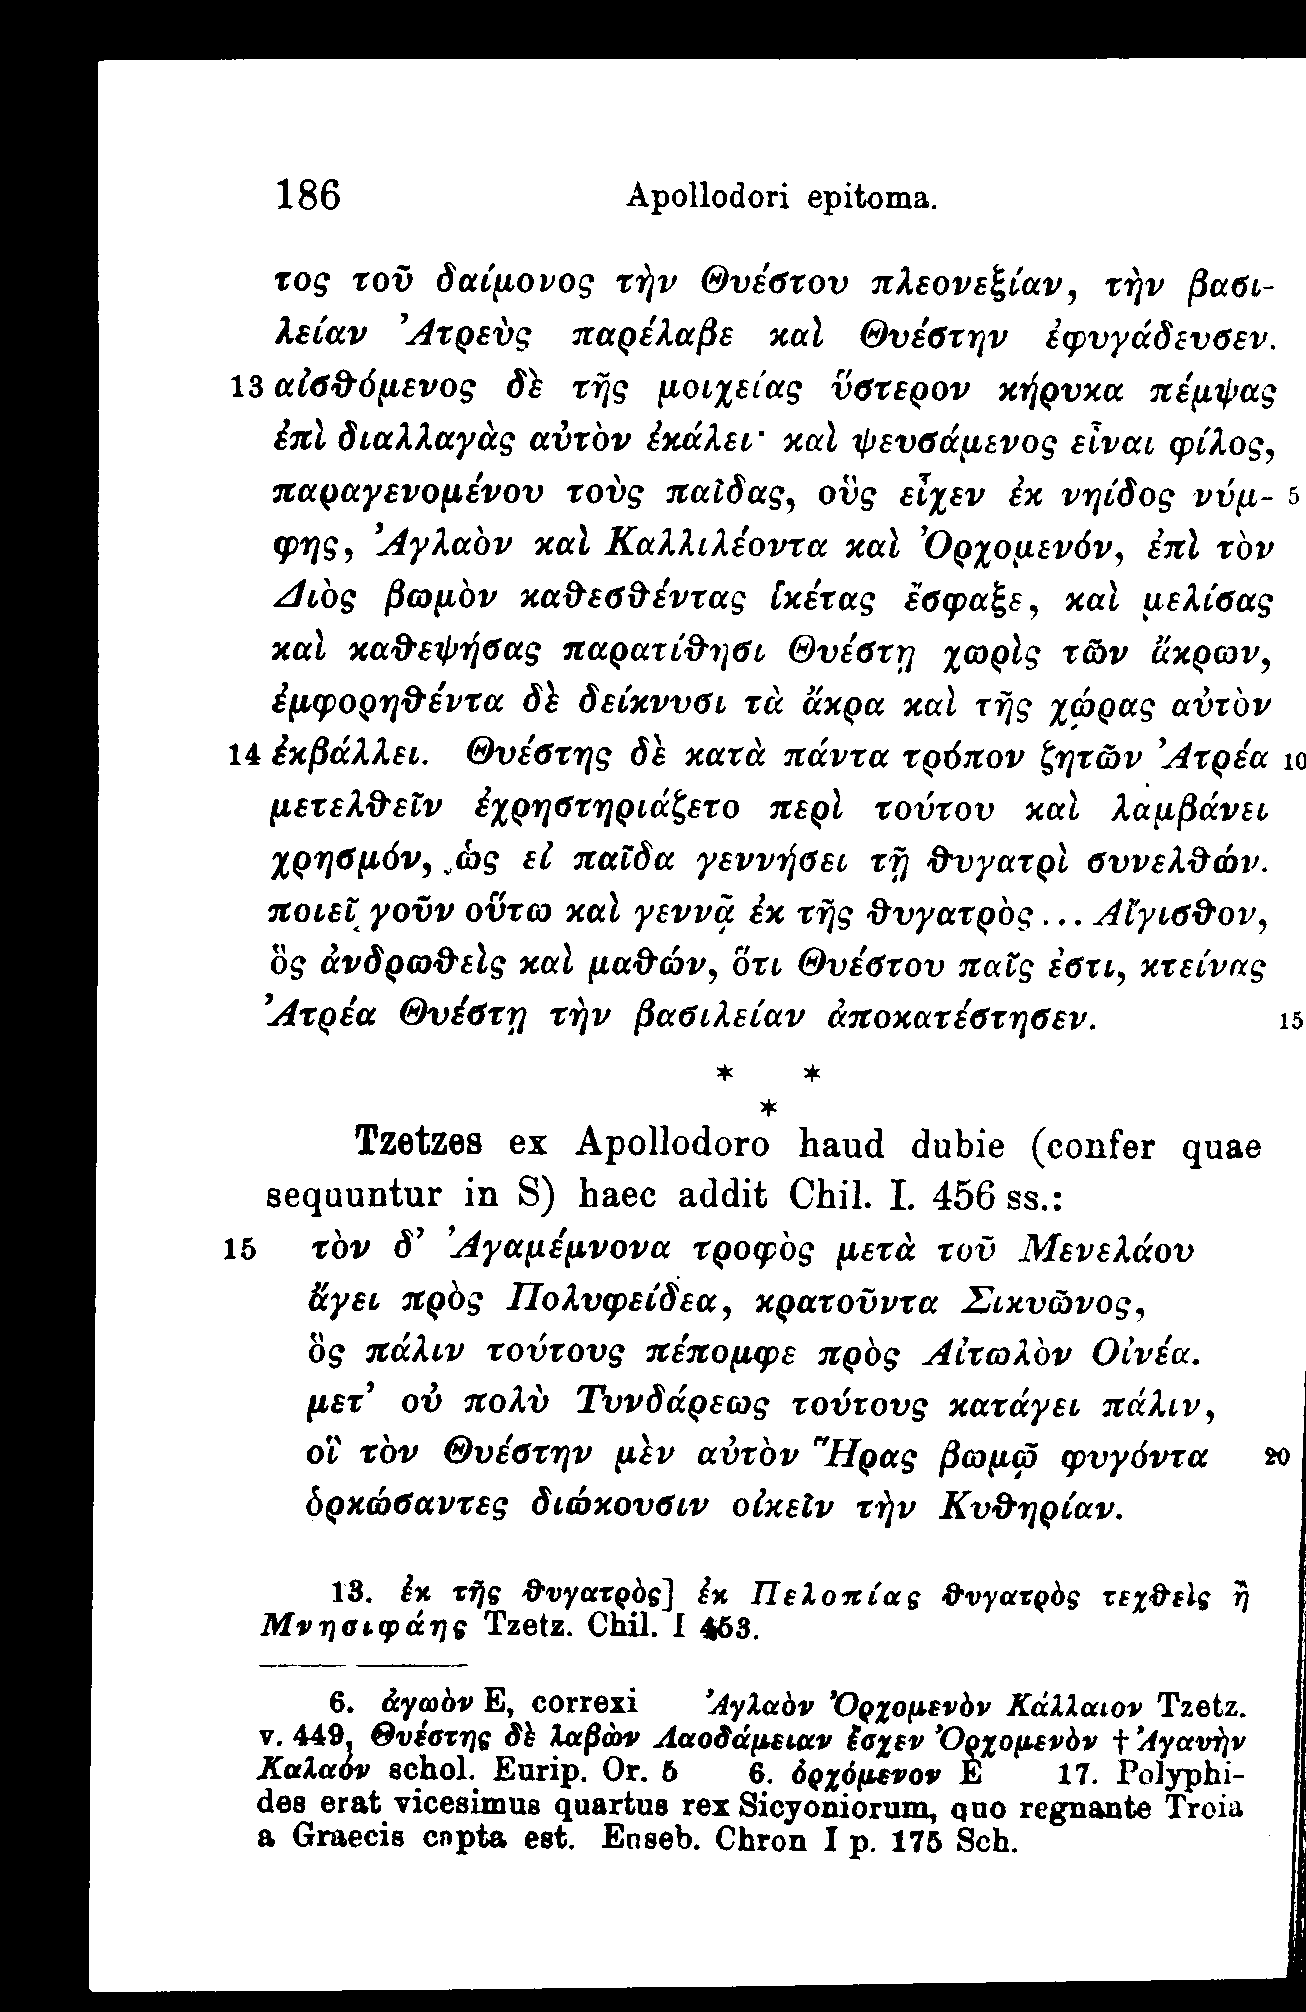 186 Apollodori epitoma.
τος τοῦ δαίμονος τὴν Θυέστου πλεονεξίαν, τὴν βασι-
λείαν Ἀτρεὺς παρέλαβε καὶ Θυέστην ἐφυγάδευσεν.
13 αἰσθόμενος δὲ τῆς μοιχείας ὕστερον κήρυκα πέμψας
ἐπὶ διαλλαγὰς αὐτὸν ἐκάλει· καὶ ψευσάμενος εἶναι φίλος,
παραγενομένου τοὺς παῖδας, οὓς εἶχεν ἐκ νηίδος νύμ- 5
φης, Ἀγλαὸν καὶ Καλλιλέοντα καὶ Ὀρχομενόν, ἐπὶ τὸν
Διὸς βωμὸν καθεσθέντας ἱκέτας ἔσφαξε, καὶ μελίσας
καὶ καθεψήσας παρατίθησι Θυέστῃ χωρὶς τῶν ἄκρων,
ἐμφορηθέντα δὲ δείκνυσι τὰ ἄκρα καὶ τῆς χώρας αὐτὸν
14 ἐκβάλλει. Θυέστης δὲ κατὰ πάντα τρόπον ζητῶν Ἀτρέα 10
μετελθεῖν ἐχρηστηριάζετο περὶ τούτου καὶ λαμβάνει
χρησμόν, ὡς εἰ παῖδα γεννήσει τῇ θυγατρὶ συνελθών.
ποιεῖ γοῦν οὕτω καὶ γεννᾷ ἐκ τῆς θυγατρὸς ... Αἴγισθον,
ὃς ἀνδρωθεὶς καὶ μαθών, ὅτι Θυέστου παῖς ἐστι, κτείνας
Ἀτρέα Θυέστῃ τὴν βασιλείαν ἀποκατέστησεν. 15
* *
*
Tzetzes ex Apollodoro haud dubie (confer quae
sequuntur in S) haec addit Chil. I. 456 ss.:
15 τὸν δ’ Ἀγαμέμνονα τροφὸς μετὰ τοῦ Μενελάου
ἄγει πρὸς Πολυφείδεα, κρατοῦντα Σικυῶνος,
ὃς πάλιν τούτους πέπομφε πρὸς Αἰτωλὸν Οἰνέα.
μετ’ οὐ πολὺ Τυνδάρεως τούτους κατάγει πάλιν,
οἳ τὸν Θυέστην μὲν αὐτὸν Ἥρας βωμῷ φυγόντα 20
ὁρκώσαντες διώκουσιν οἰκεῖν τὴν Κυθηρίαν.
13. ἐκ τῆς θυγατρὸς] ἐκ Πελοπίας θυγατρὸς τεχθεὶς ἢ
Μνησιφάης Tzetz. Chil. I 453.
6. ἀγωὸν E, correxi Ἀγλαὸν Ὀρχομενὸν Κάλλαιον Tzetz.
v. 449, Θυέστης δὲ λαβὼν Λαοδάμειαν ἔσχεν Ὀρχομενὸν † Ἀγαυὴν
Καλαόν schol. Eurip. Or. 5 6. ὀρχόμενον E 17. Polyphi-
des erat vicesimus quartus rex Sicyoniorum, quo regnante Troia
a Graecis capta est. Euseb. Chron I p. 175 Sch.